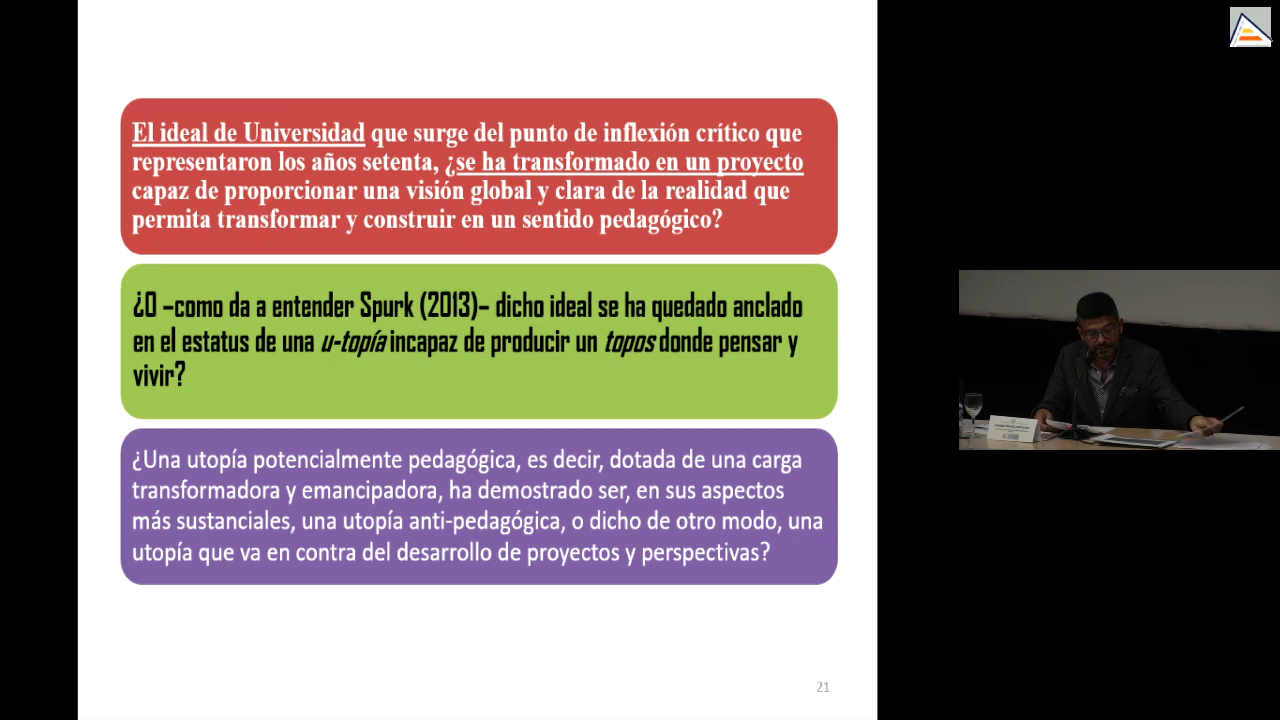 El ideal de Universidad que surge del punto de inflexión crítico que
representaron los años setenta, ¿se ha transformado en un proyecto
capaz de proporcionar una visión global y clara de la realidad que
permita transformar y construir en un sentido pedagógico?
¿O –como da a entender Spurk (2013)– dicho ideal se ha quedado anclado
en el estatus de una u-topía incapaz de producir un topos donde pensar y
vivir?
¿Una utopía potencialmente pedagógica, es decir, dotada de una carga
transformadora y emancipadora, ha demostrado ser, en sus aspectos
más sustanciales, una utopía anti-pedagógica, o dicho de otro modo, una
utopía que va en contra del desarrollo de proyectos y perspectivas?
21